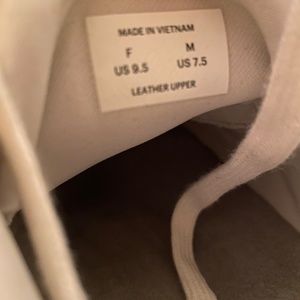 MADE IN VIETNAM
F M
US 9.5 US 7.5
LEATHER UPPER